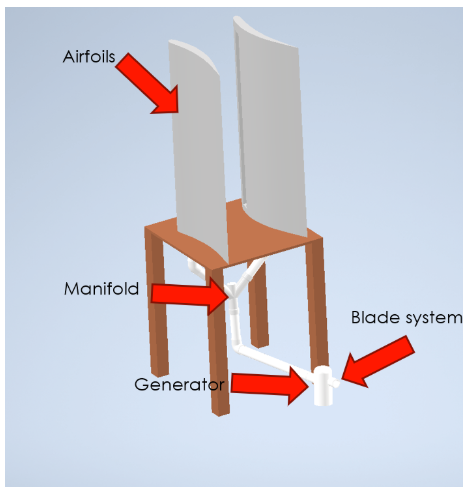 Airfoils
Manifold
Blade system
Generator